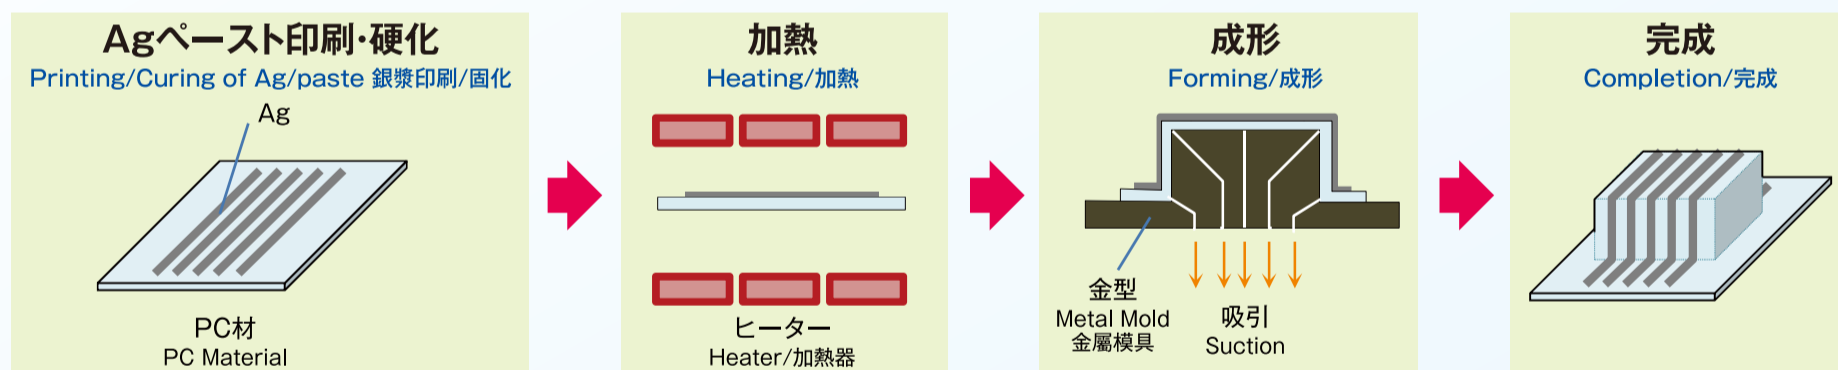 Agペースト印刷·硬化
Printing/Curing of Ag/paste 銀漿印刷/固化
Ag
PC材
PC Material
加熱
Heating/加熱
ヒーター
Heater/加熱器
成形
Forming/成形
金型
Metal Mold
金屬模具
吸引
Suction
完成
Completion/完成